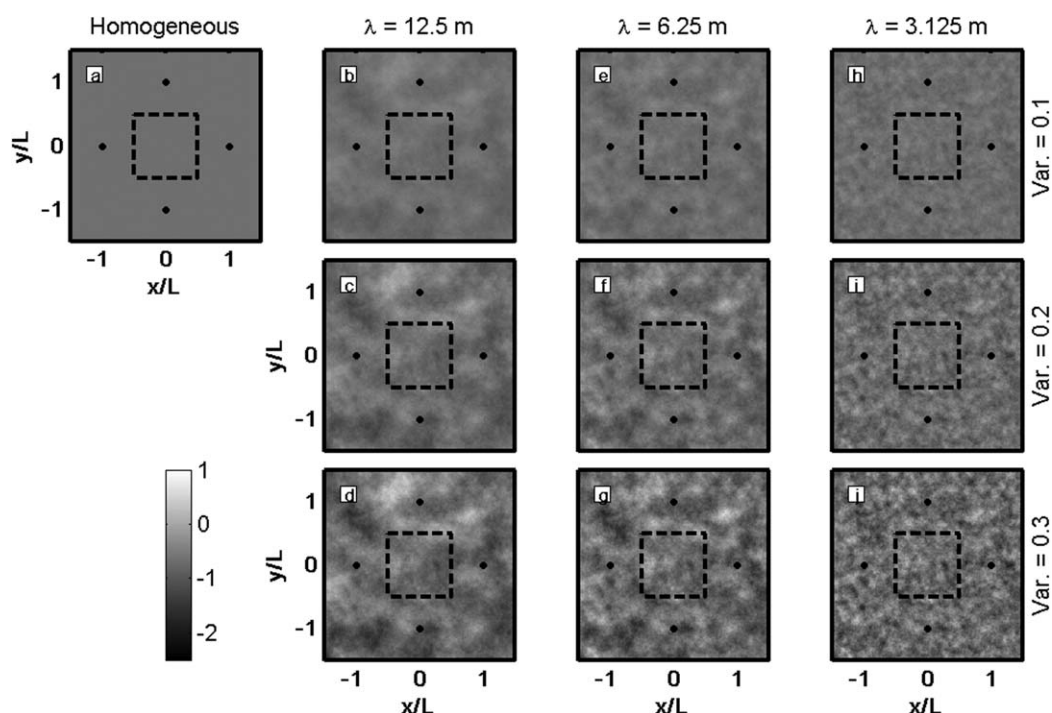 Homogeneous
λ = 12.5 m
λ = 6.25 m
λ = 3.125 m
a
b
e
h
1
0
-1
y/L
-1 0 1
x/L
Var. = 0.1
c
f
i
1
0
-1
y/L
Var. = 0.2
d
g
j
1
0
-1
y/L
Var. = 0.3
1
0
-1
-2
-1 0 1
x/L
-1 0 1
x/L
-1 0 1
x/L